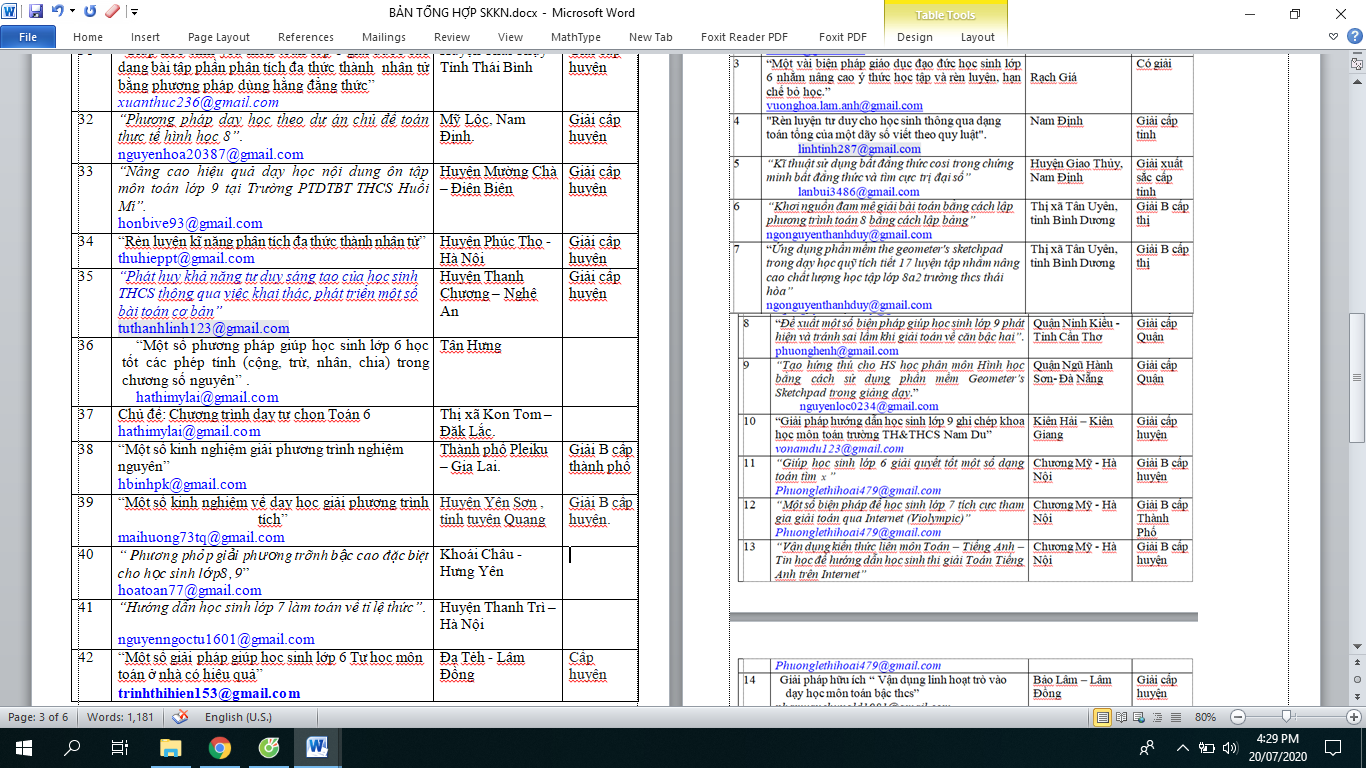 BẢN TỔNG HỢP SKKN.docx - Microsoft Word
Table Tools
File Home Insert Page Layout References Mailings Review View MathType New Tab Foxit Reader PDF Foxit PDF Design Layout
dạng bài tập phần phân tích đa thức thành nhân tử
bằng phương pháp dùng hằng đẳng thức”
xuanthuc236@gmail.com
Tỉnh Thái Bình
huyện
32
“Phương pháp dạy học theo dự án chủ đề toán
thực tế hình học 8”.
nguyenhoa20387@gmail.com
Mỹ Lộc, Nam
Định.
Giải cấp
huyện
33
“Nâng cao hiệu quả dạy học nội dung ôn tập
môn toán lớp 9 tại Trường PTDTBT THCS Huổi
Mí”.
honbive93@gmail.com
Huyện Mường Chà
– Điện Biên
Giải cấp
huyện
34
“Rèn luyện kĩ năng phân tích đa thức thành nhân tử”
thuhieppt@gmail.com
Huyện Phúc Thọ -
Hà Nội
Giải cấp
huyện
35
“Phát huy khả năng tư duy sáng tạo của học sinh
THCS thông qua việc khai thác, phát triển một số
bài toán cơ bản”
tuthanhlinh123@gmail.com
Huyện Thanh
Chương – Nghệ
An
Giải cấp
huyện
36
“Một số phương pháp giúp học sinh lớp 6 học
tốt các phép tính (cộng, trừ, nhân, chia) trong
chương số nguyên” .
hathimylai@gmail.com
Tân Hưng
37
Chủ đề: Chương trình dạy tự chọn Toán 6
hathimylai@gmail.com
Thị xã Kon Tom –
Đăk Lắc.
38
“Một số kinh nghiệm giải phương trình nghiệm
nguyên”
hbinhpk@gmail.com
Thành phố Pleiku
– Gia Lai.
Giải B cấp
thành phố
39
“Một số kinh nghiệm về dạy học giải phương trình
tích”
maihuong73tq@gmail.com
Huyện Yên Sơn ,
tỉnh tuyên Quang
Giải B cấp
huyện.
40
“ Phương phỏp giải phương trỡnh bậc cao đặc biệt
cho học sinh lớp8, 9”
hoatoan77@gmail.com
Khoái Châu -
Hưng Yên
41
“Hướng dẫn học sinh lớp 7 làm toán về tỉ lệ thức”.
nguyenngoctu1601@gmail.com
Huyện Thanh Trì –
Hà Nội
42
“Một số giải pháp giúp học sinh lớp 6 Tự học môn
toán ở nhà có hiệu quả”
trinhthihien153@gmail.com
Đạ Tẻh - Lâm
Đồng
Cấp
huyện
3
“Một vài biện pháp giáo dục đạo đức học sinh lớp
6 nhằm nâng cao ý thức học tập và rèn luyện, hạn
chế bỏ học.”
vuonghoa.lam.anh@gmail.com
Rạch Giá
Có giải
4
"Rèn luyện tư duy cho học sinh thông qua dạng
toán tổng của một dãy số viết theo quy luật".
linhtinh287@gmail.com
Nam Định
Giải cấp
tỉnh
5
“Kĩ thuật sử dụng bất đẳng thức cosi trong chứng
minh bất đẳng thức và tìm cực trị đại số”
lanbui3486@gmail.com
Huyện Giao Thủy,
Nam Định
Giải xuất
sắc cấp
tỉnh
6
“Khơi nguồn đam mê giải bài toán bằng cách lập
phương trình toán 8 bằng cách lập bảng”
ngonguyenthanhduy@gmail.com
Thị xã Tân Uyên,
tỉnh Bình Dương
Giải B cấp
thị
7
“Ứng dụng phần mềm the geometer's sketchpad
trong dạy học quỹ tích tiết 17 luyện tập nhằm nâng
cao chất lượng học tập lớp 8a2 trường thcs thái
hòa”
ngonguyenthanhduy@gmail.com
Thị xã Tân Uyên,
tỉnh Bình Dương
Giải B cấp
thị
8
“Đề xuất một số biện pháp giúp học sinh lớp 9 phát
hiện và tránh sai lầm khi giải toán về căn bậc hai”.
phuonghenh@gmail.com
Quận Ninh Kiều -
Tỉnh Cần Thơ
Giải cấp
Quận
9
“Tạo hứng thú cho HS học phân môn Hình học
bằng cách sử dụng phần mềm Geometer's
Sketchpad trong giảng dạy.”
nguyenloc0234@gmail.com
Quận Ngũ Hành
Sơn- Đà Nẵng
Giải cấp
Quận
10
“Giải pháp hướng dẫn học sinh lớp 9 ghi chép khoa
học môn toán trường TH&THCS Nam Du”
vonamdu123@gmail.com
Kiên Hải – Kiên
Giang
Giải cấp
huyện
11
“Giúp học sinh lớp 6 giải quyết tốt một số dạng
toán tìm x ”
Phuonglethihoai479@gmail.com
Chương Mỹ - Hà
Nội
Giải B cấp
huyện
12
“Một số biện pháp để học sinh lớp 7 tích cực tham
gia giải toán qua Internet (Violympic)”
Phuonglethihoai479@gmail.com
Chương Mỹ - Hà
Nội
Giải B cấp
Thành
Phố
13
“Vận dụng kiến thức liên môn Toán – Tiếng Anh –
Tin học để hướng dẫn học sinh thi giải Toán Tiếng
Anh trên Internet”
Chương Mỹ - Hà
Nội
Giải B cấp
huyện
Phuonglethihoai479@gmail.com
14
Giải pháp hữu ích “ Vận dụng linh hoạt trò vào
dạy học môn toán bậc thcs”
Bảo Lâm – Lâm
Đồng
Giải cấp
huyện
Page: 3 of 6 Words: 1,181 English (U.S.) 80%
4:29 PM
20/07/2020